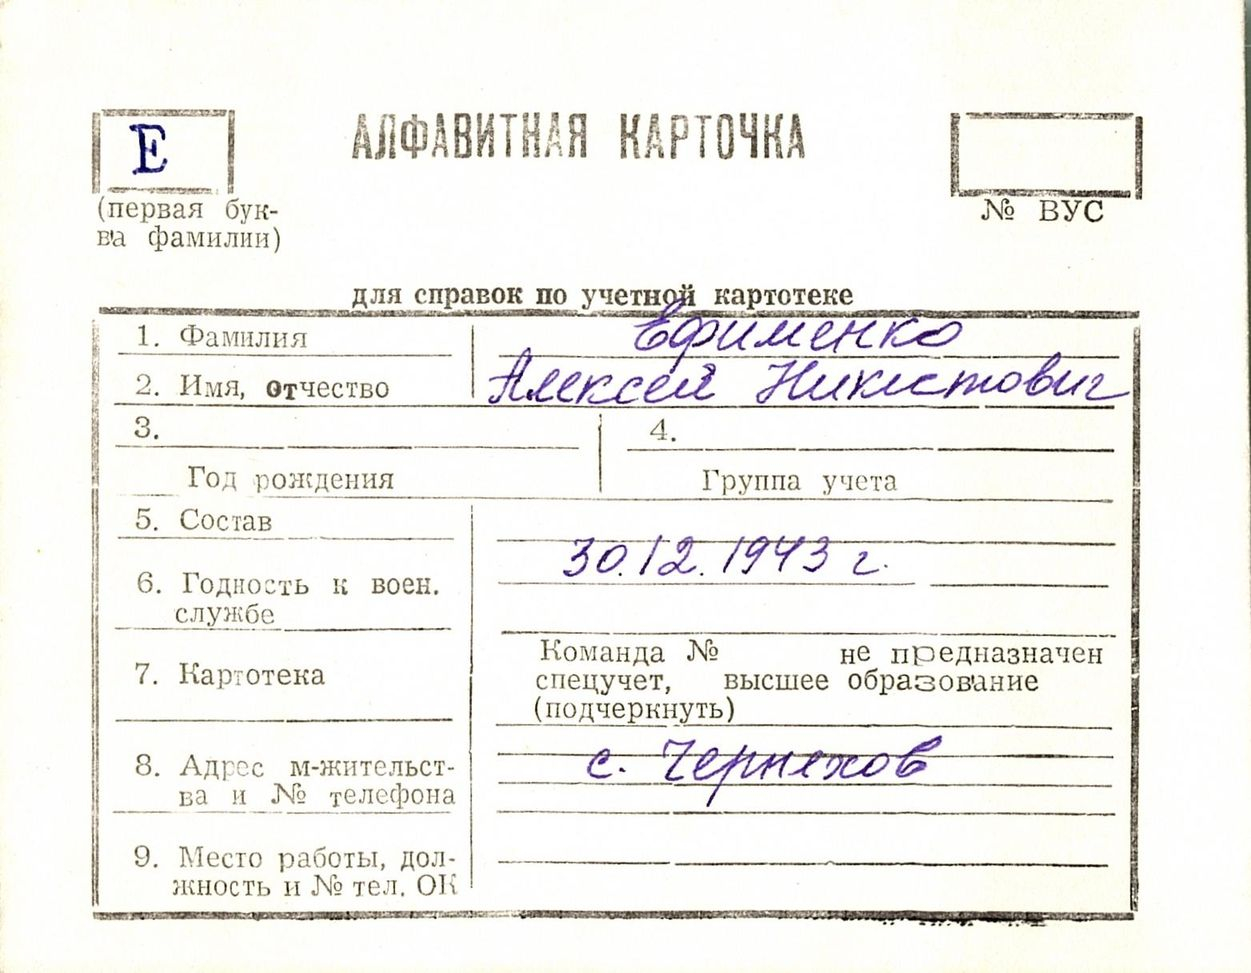 Е
АЛФАВИТНАЯ КАРТОЧКА
(первая бук-
ва фамилии)
№ ВУС
для справок по учетной картотеке
1. Фамилия
Ефименко
2. Имя, отчество
Алексей Никитович
3.
4.
Год рождения
Группа учета
5. Состав
30.12.1943 г.
6. Годность к воен.
службе
7. Картотека
Команда № не предназначен
спецучет, высшее образование
(подчеркнуть)
8. Адрес м-жительст-
ва и № телефона
с. Черняхов
9. Место работы, дол-
жность и № тел. ОК